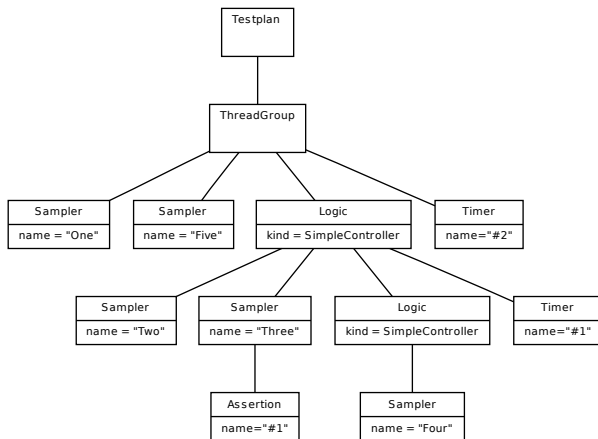 Testplan
ThreadGroup
Sampler
name = "One"
Sampler
name = "Five"
Logic
kind = SimpleController
Timer
name="#2"
Sampler
name = "Two"
Sampler
name = "Three"
Logic
kind = SimpleController
Timer
name="#1"
Assertion
name="#1"
Sampler
name = "Four"